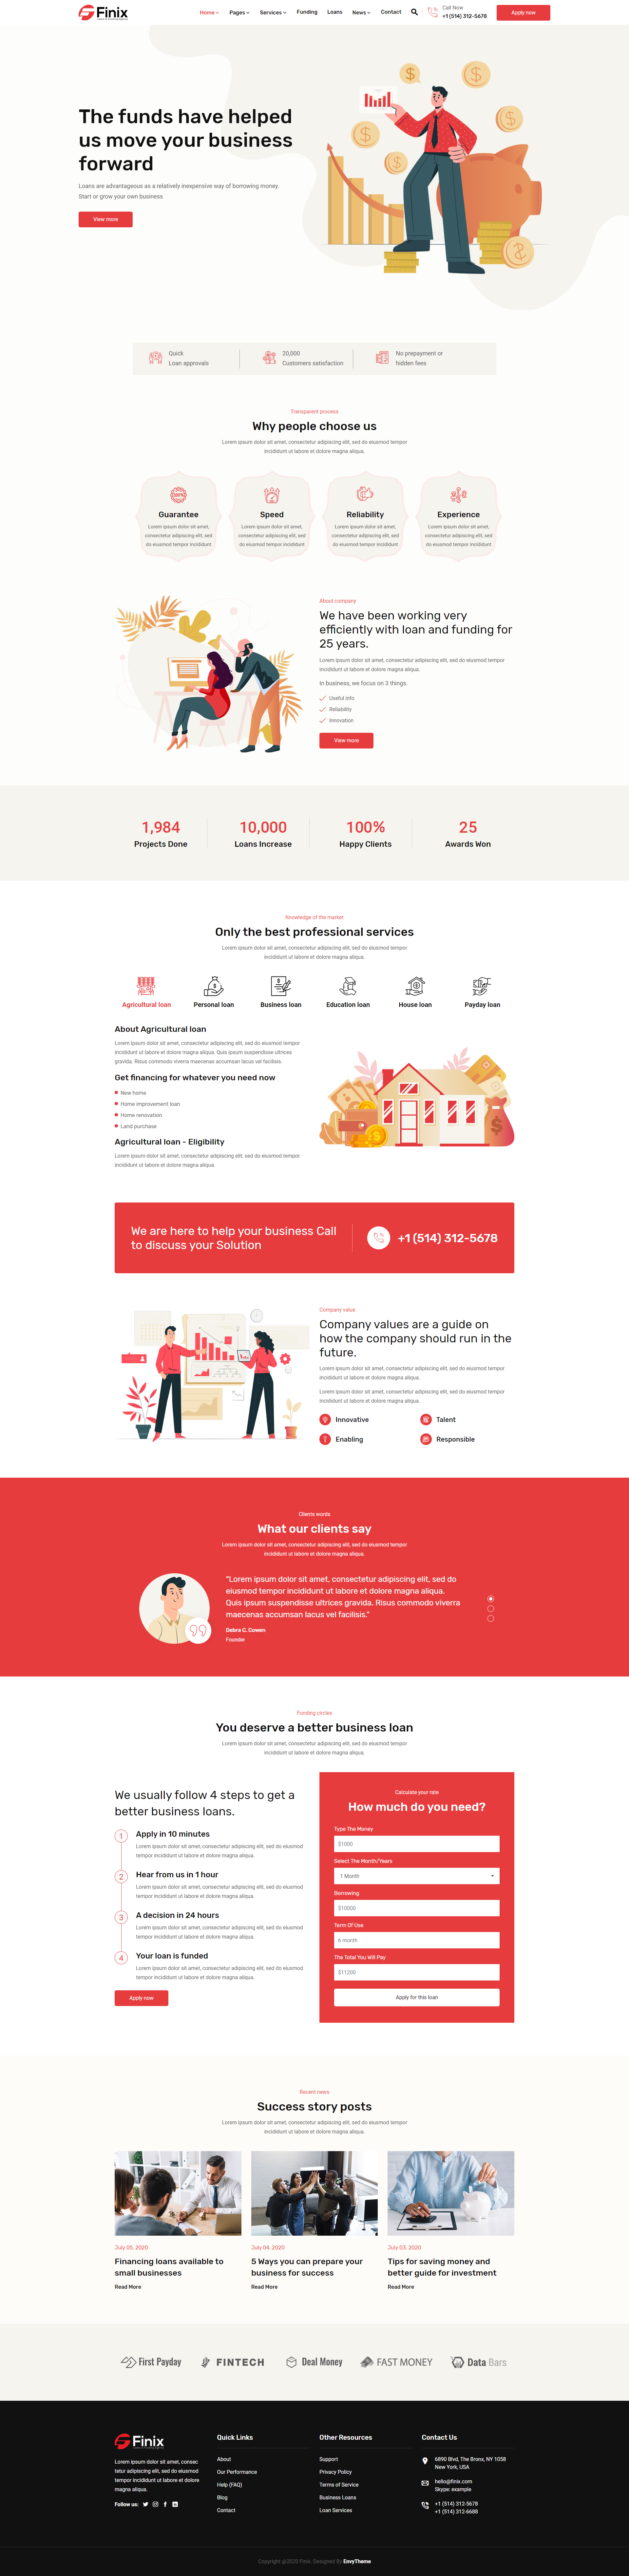 Finix
Home
Pages
Services
Funding
Loans
News
Contact
Call Now
+1 (514) 312-5678
Apply now
The funds have helped
us move your business
forward
Loans are advantageous as a relatively inexpensive way of borrowing money.
Start or grow your own business
View more
Quick
Loan approvals
20,000
Customers satisfaction
No prepayment or
hidden fees
Transparent process
Why people choose us
Lorem ipsum dolor sit amet, consectetur adipiscing elit, sed do eiusmod tempor
incididunt ut labore et dolore magna aliqua.
Guarantee
Lorem ipsum dolor sit amet,
consectetur adipiscing elit, sed
do eiusmod tempor incididunt
Speed
Lorem ipsum dolor sit amet,
consectetur adipiscing elit, sed
do eiusmod tempor incididunt
Reliability
Lorem ipsum dolor sit amet,
consectetur adipiscing elit, sed
do eiusmod tempor incididunt
Experience
Lorem ipsum dolor sit amet,
consectetur adipiscing elit, sed
do eiusmod tempor incididunt
About company
We have been working very
efficiently with loan and funding for
25 years.
Lorem ipsum dolor sit amet, consectetur adipiscing elit, sed do eiusmod tempor
incididunt ut labore et dolore magna aliqua.
In business, we focus on 3 things.
Useful info
Reliability
Innovation
View more
1,984
Projects Done
10,000
Loans Increase
100%
Happy Clients
25
Awards Won
Knowledge of the market
Only the best professional services
Lorem ipsum dolor sit amet, consectetur adipiscing elit, sed do eiusmod tempor
incididunt ut labore et dolore magna aliqua.
Agricultural loan
Personal loan
Business loan
Education loan
House loan
Payday loan
About Agricultural loan
Lorem ipsum dolor sit amet, consectetur adipiscing elit, sed do eiusmod tempor
incididunt ut labore et dolore magna aliqua. Quis ipsum suspendisse ultrices
gravida. Risus commodo viverra maecenas accumsan lacus vel facilisis.
Get financing for whatever you need now
New home
Home improvement loan
Home renovation
Land purchase
Agricultural loan - Eligibility
Lorem ipsum dolor sit amet, consectetur adipiscing elit, sed do eiusmod tempor
incididunt ut labore et dolore magna aliqua.
We are here to help your business Call
to discuss your Solution
+1 (514) 312-5678
Company value
Company values are a guide on
how the company should run in the
future.
Lorem ipsum dolor sit amet, consectetur adipiscing elit, sed do eiusmod tempor
incididunt ut labore et dolore magna aliqua.
Lorem ipsum dolor sit amet, consectetur adipiscing elit, sed do eiusmod tempor
incididunt ut labore et dolore magna aliqua.
Innovative
Talent
Enabling
Responsible
Clients words
What our clients say
Lorem ipsum dolor sit amet, consectetur adipiscing elit, sed do eiusmod tempor
incididunt ut labore et dolore magna aliqua.
"Lorem ipsum dolor sit amet, consectetur adipiscing elit, sed do
eiusmod tempor incididunt ut labore et dolore magna aliqua.
Quis ipsum suspendisse ultrices gravida. Risus commodo viverra
maecenas accumsan lacus vel facilisis."
Debra C. Cowen
Founder
Funding circles
You deserve a better business loan
Lorem ipsum dolor sit amet, consectetur adipiscing elit, sed do eiusmod tempor
incididunt ut labore et dolore magna aliqua.
We usually follow 4 steps to get a
better business loans.
1
Apply in 10 minutes
Lorem ipsum dolor sit amet, consectetur adipiscing elit, sed do eiusmod
tempor incididunt ut labore et dolore magna aliqua.
2
Hear from us in 1 hour
Lorem ipsum dolor sit amet, consectetur adipiscing elit, sed do eiusmod
tempor incididunt ut labore et dolore magna aliqua.
3
A decision in 24 hours
Lorem ipsum dolor sit amet, consectetur adipiscing elit, sed do eiusmod
tempor incididunt ut labore et dolore magna aliqua.
4
Your loan is funded
Lorem ipsum dolor sit amet, consectetur adipiscing elit, sed do eiusmod
tempor incididunt ut labore et dolore magna aliqua.
Apply now
Calculate your rate
How much do you need?
Type The Money
$1000
Select The Month/Years
1 Month
Borrowing
$10000
Term Of Use
6 month
The Total You Will Pay
$11200
Apply for this loan
Recent news
Success story posts
Lorem ipsum dolor sit amet, consectetur adipiscing elit, sed do eiusmod tempor
incididunt ut labore et dolore magna aliqua.
July 05, 2020
Financing loans available to
small businesses
Read More
July 04, 2020
5 Ways you can prepare your
business for success
Read More
July 03, 2020
Tips for saving money and
better guide for investment
Read More
First Payday
FINTECH
Deal Money
FAST MONEY
Data Bars
Finix
Lorem ipsum dolor sit amet, consec
tetur adipiscing elit, sed do eiusmod
tempor incididunt ut labore et dolore
magna aliqua.
Follow us:
Quick Links
About
Our Performance
Help (FAQ)
Blog
Contact
Other Resources
Support
Privacy Policy
Terms of Service
Business Loans
Loan Services
Contact Us
6890 Blvd, The Bronx, NY 1058
New York, USA
hello@finix.com
Skype: example
+1 (514) 312-5678
+1 (514) 312-6688
Copyright @2020 Finix. Designed By EnvyTheme